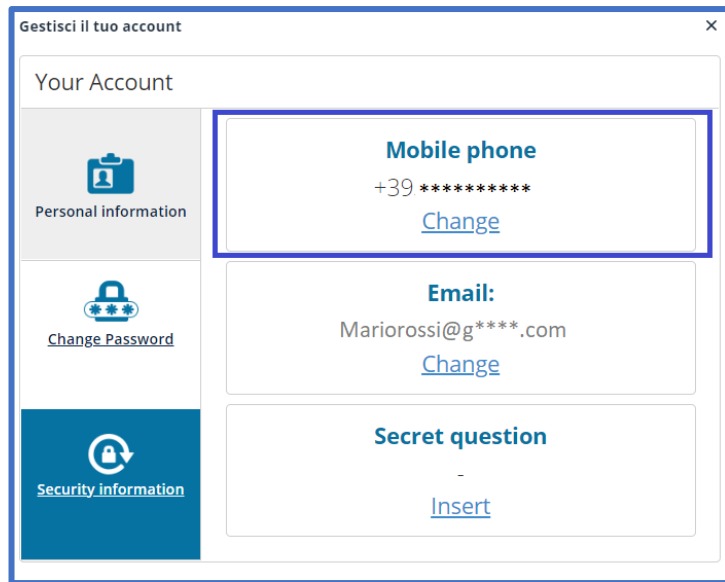 Gestisci il tuo account ×
Your Account
Personal information
Change Password
Security information
Mobile phone
+39 **********
Change
Email:
Mariorossi@g****.com
Change
Secret question
-
Insert